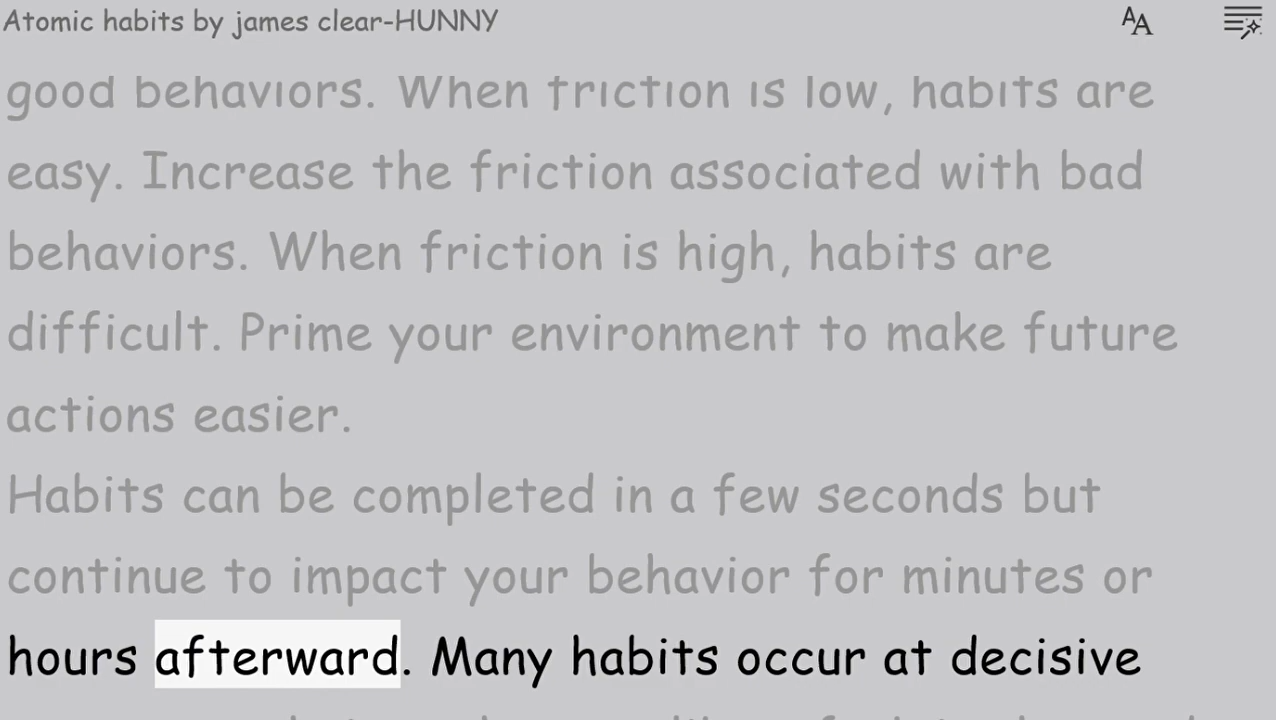 Atomic habits by james clear-HUNNY
AA
good behaviors. When friction is low, habits are
easy. Increase the friction associated with bad
behaviors. When friction is high, habits are
difficult. Prime your environment to make future
actions easier.
Habits can be completed in a few seconds but
continue to impact your behavior for minutes or
hours afterward. Many habits occur at decisive